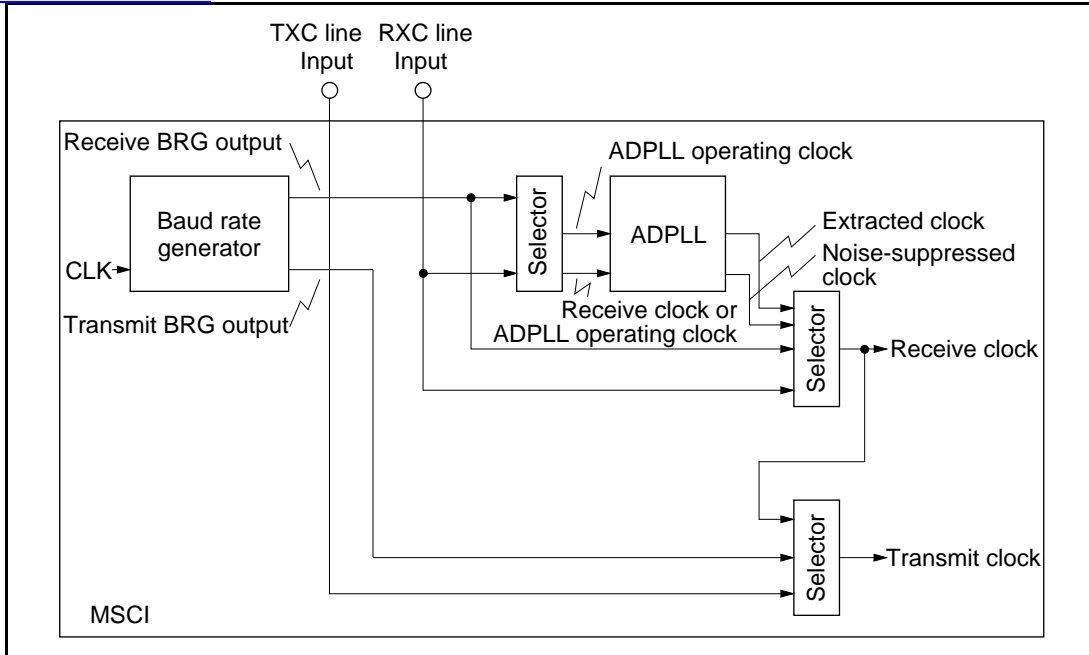 TXC line
Input
RXC line
Input
Receive BRG output
ADPLL operating clock
Baud rate
generator
Selector
ADPLL
Extracted clock
Noise-suppressed
clock
CLK
Transmit BRG output
Receive clock or
ADPLL operating clock
Selector
Receive clock
Selector
Transmit clock
MSCI